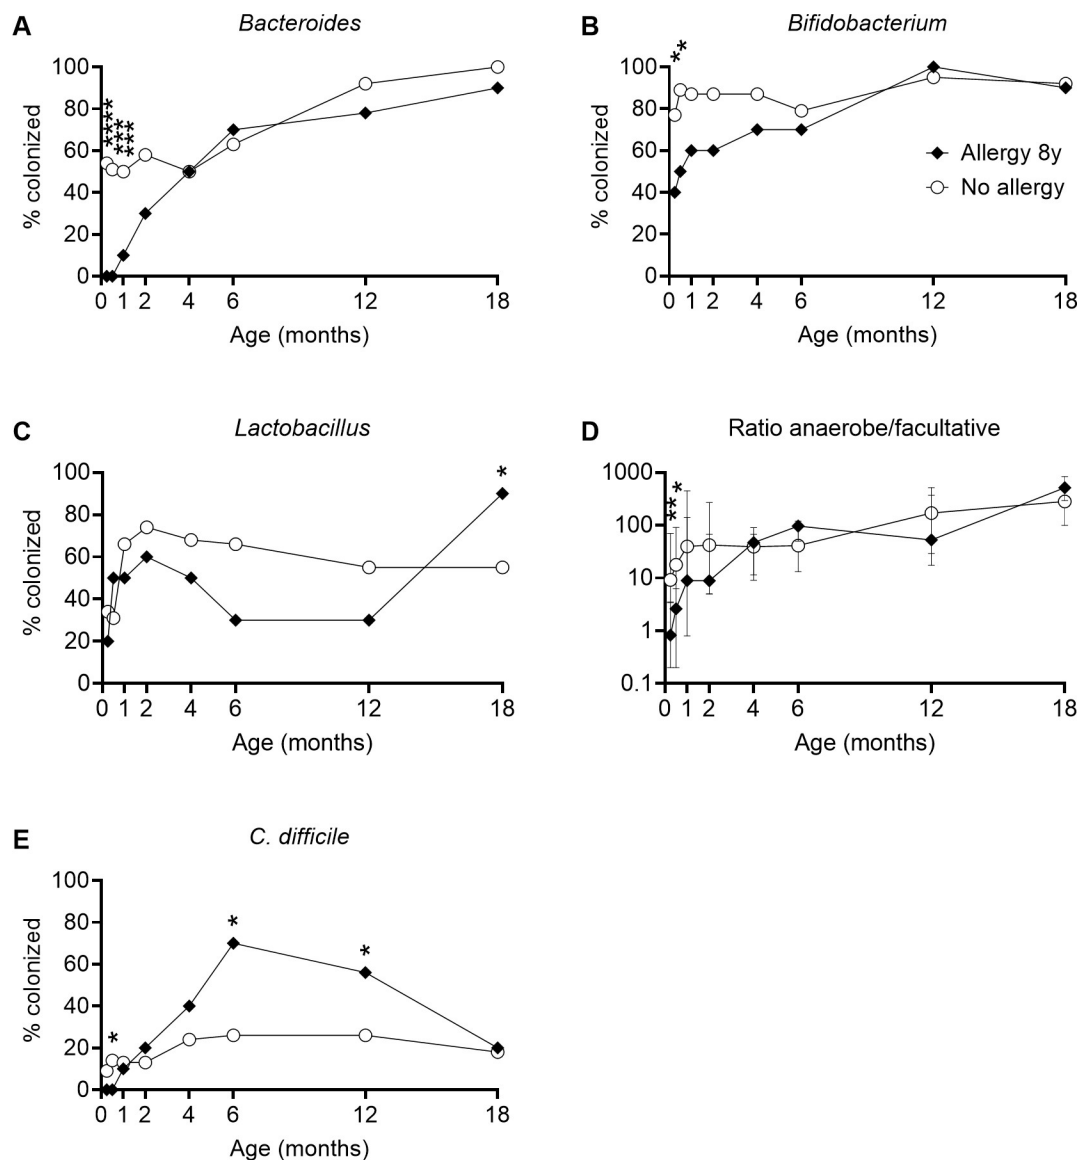 A
Bacteroides
% colonized
100
80
60
40
20
0
****
***
***
0 1 2 4 6 12 18
Age (months)
B
Bifidobacterium
% colonized
100
80
60
40
20
0
*
*
Allergy 8y
No allergy
0 1 2 4 6 12 18
Age (months)
C
Lactobacillus
% colonized
100
80
60
40
20
0
*
0 1 2 4 6 12 18
Age (months)
D
Ratio anaerobe/facultative
1000
100
10
1
0.1
***
*
0 1 2 4 6 12 18
Age (months)
E
C. difficile
% colonized
100
80
60
40
20
0
*
*
*
0 1 2 4 6 12 18
Age (months)